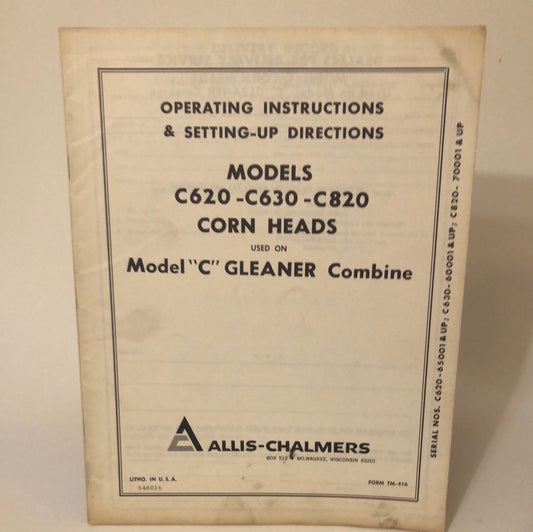 OPERATING INSTRUCTIONS
& SETTING-UP DIRECTIONS
MODELS
C620-C630-C820
CORN HEADS
USED ON
Model "C" GLEANER Combine
ALLIS-CHALMERS
BOX 512 MILWAUKEE, WISCONSIN 53201
LITHO. IN U.S.A.
548016
FORM TM-416
SERIAL NOS. C620-65001 & UP; C630-60001 & UP; C820-70001 & UP